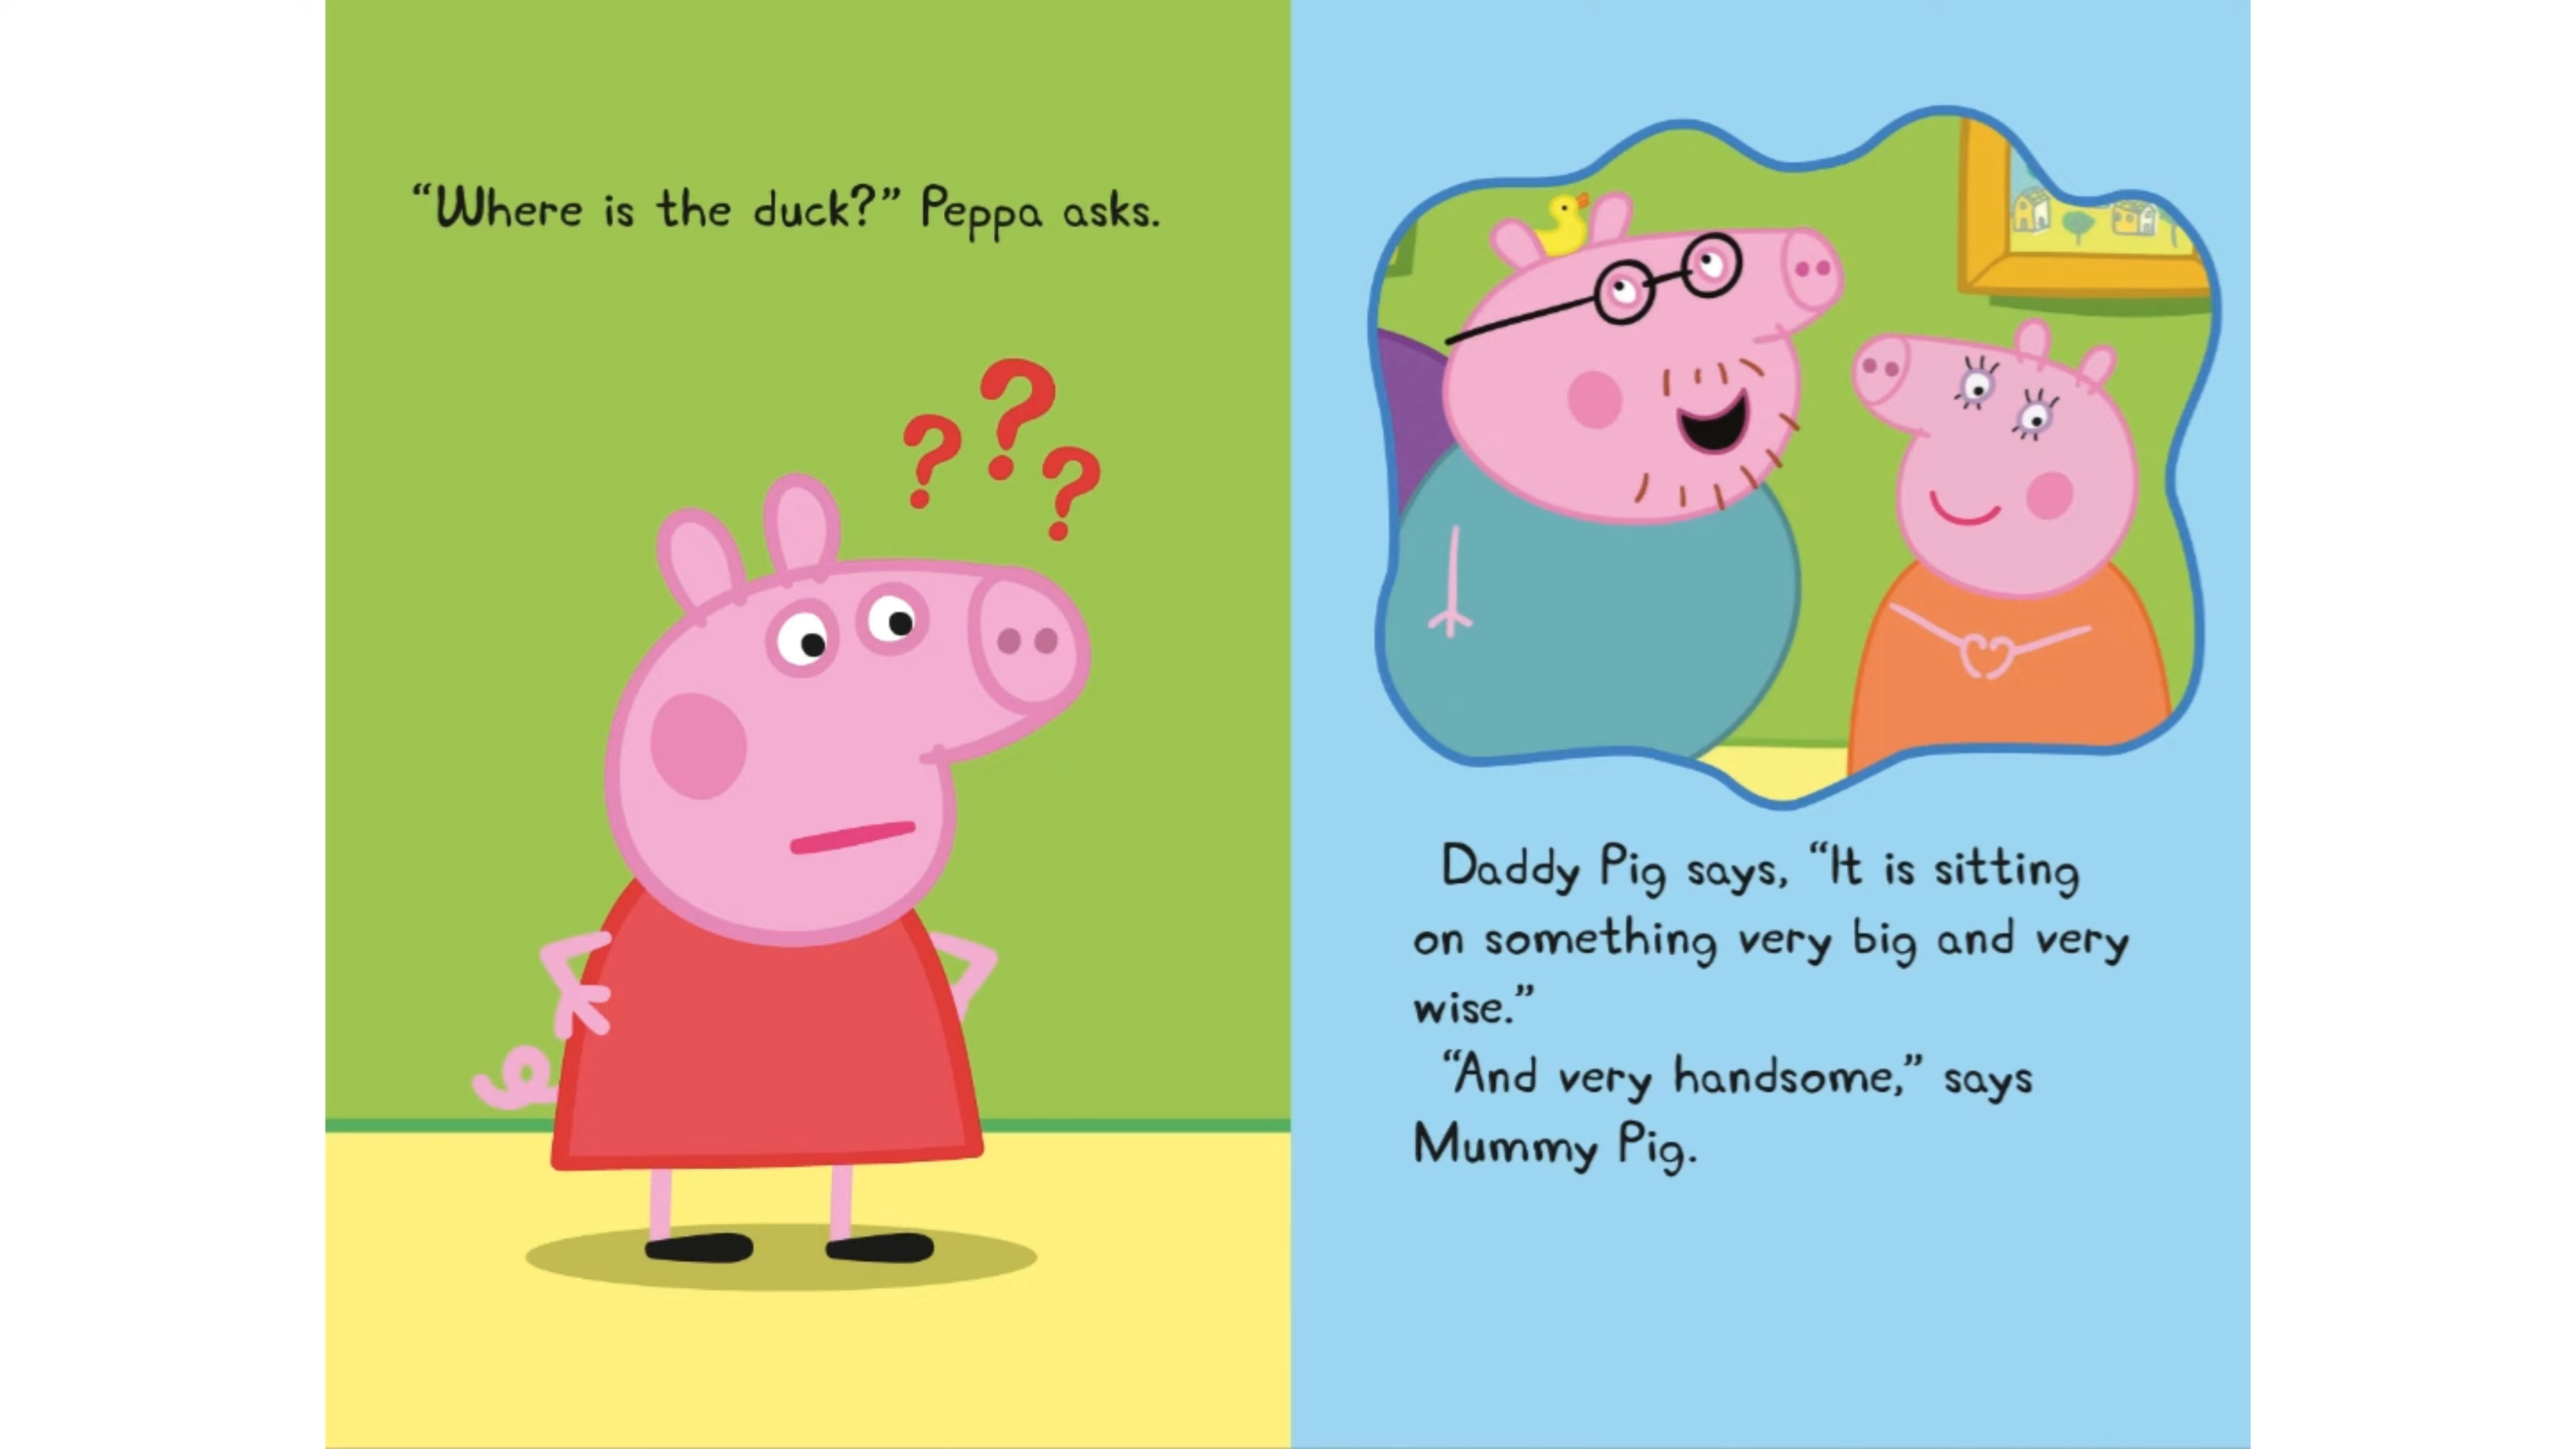 “Where is the duck?” Peppa asks.
???
Daddy Pig says, “It is sitting
on something very big and very
wise.”
“And very handsome,” says
Mummy Pig.